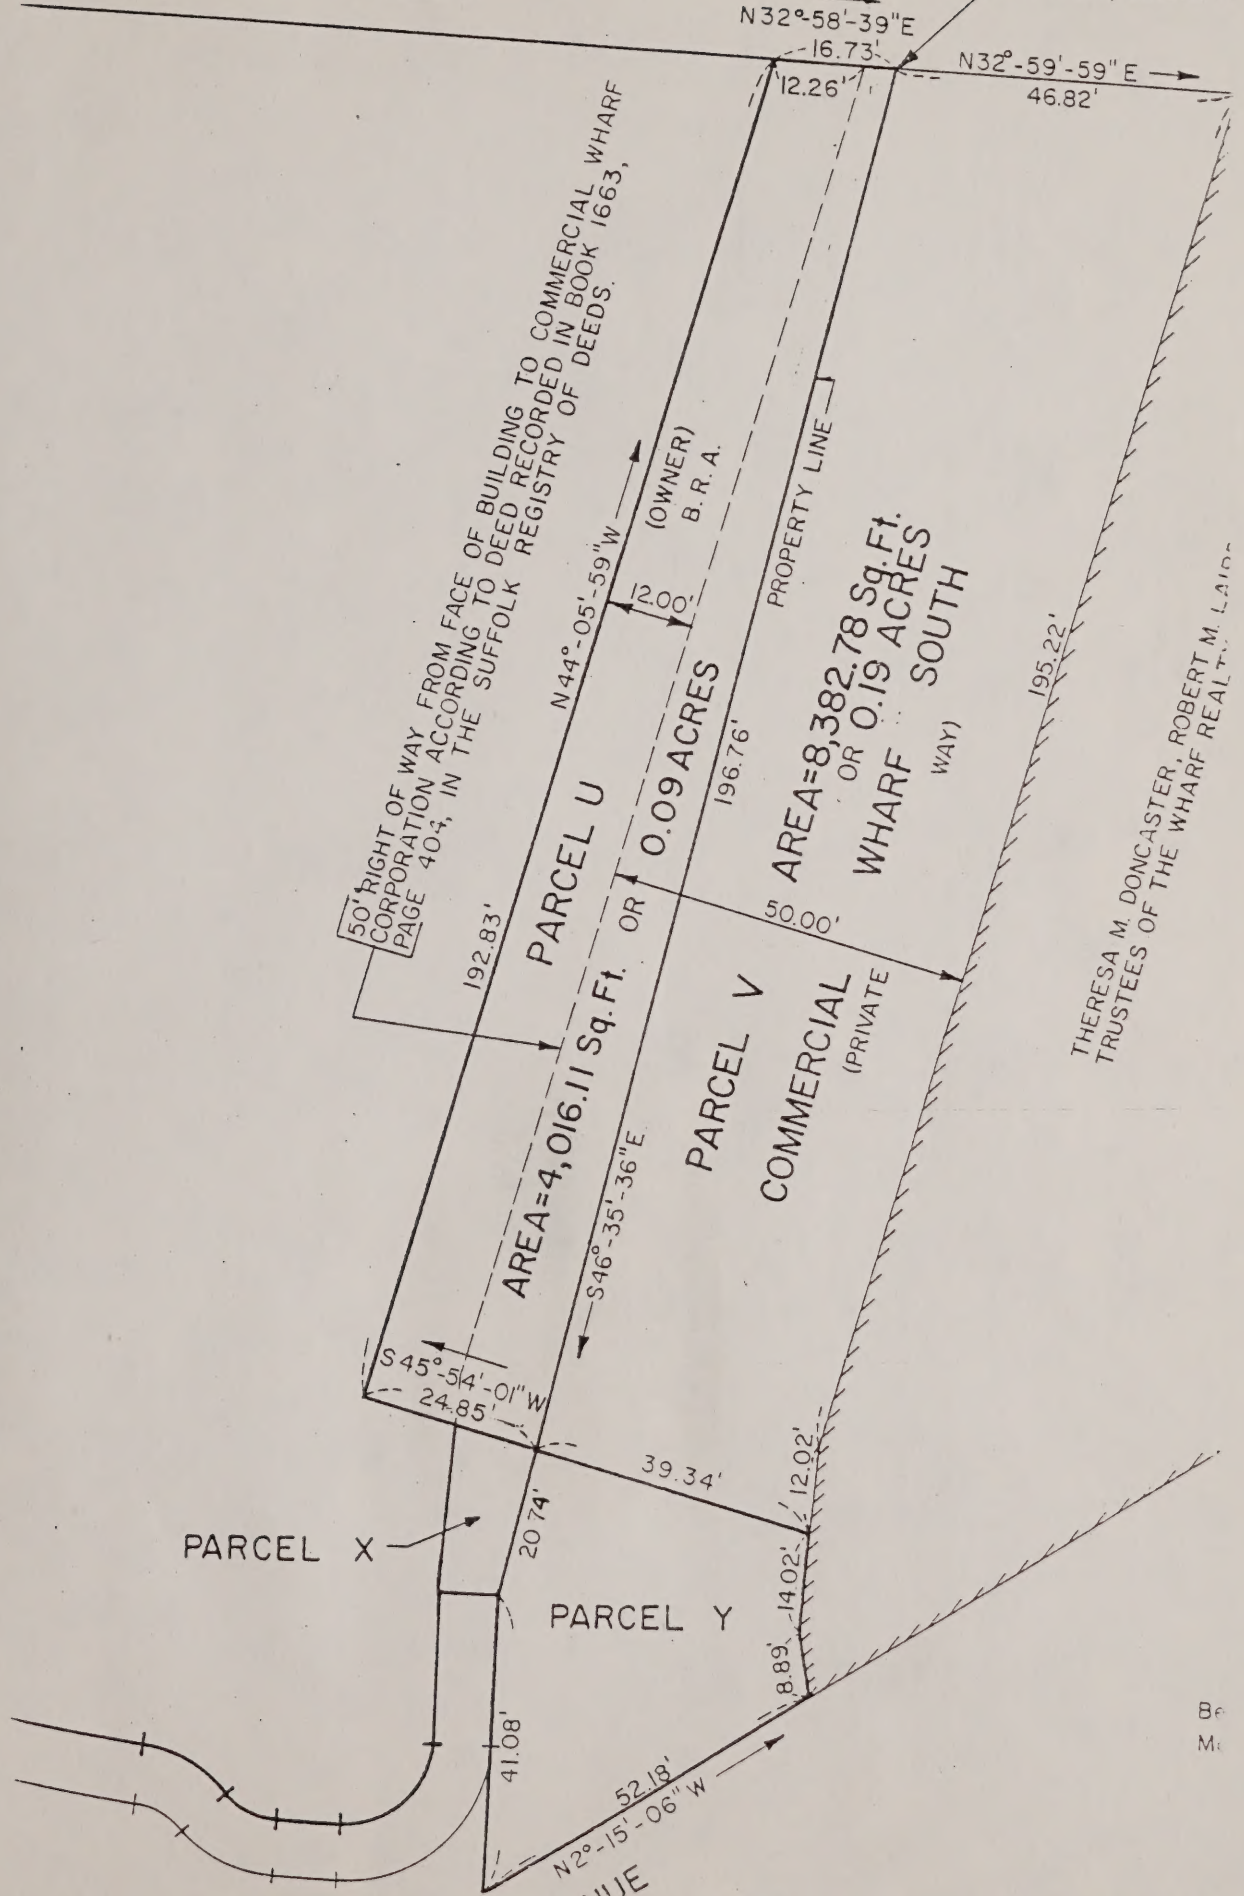 N32°-58'-39"E
16.73'
12.26'
N32°-59'-59"E
46.82'
50' RIGHT OF WAY FROM FACE OF BUILDING TO COMMERCIAL WHARF
CORPORATION ACCORDING TO DEED RECORDED IN BOOK 1663,
PAGE 404, IN THE SUFFOLK REGISTRY OF DEEDS.
N44°-05'-59"W
(OWNER)
B.R.A.
12.00'
PROPERTY LINE
192.83'
PARCEL U
AREA=4,016.11 Sq.Ft. OR 0.09 ACRES
196.76'
AREA=8,382.78 Sq.Ft.
OR 0.19 ACRES
PARCEL V
COMMERCIAL WHARF SOUTH
(PRIVATE WAY)
50.00'
195.22'
THERESA M. DONCASTER, ROBERT M. LAIRD
TRUSTEES OF THE WHARF REALTY
S46°-35'-36"E
S45°-54'-01"W
24.85'
39.34'
12.02'
20.74'
14.02'
8.89'
PARCEL X
PARCEL Y
41.08'
52.18'
N2°-15'-06"W
NUE
Be
M